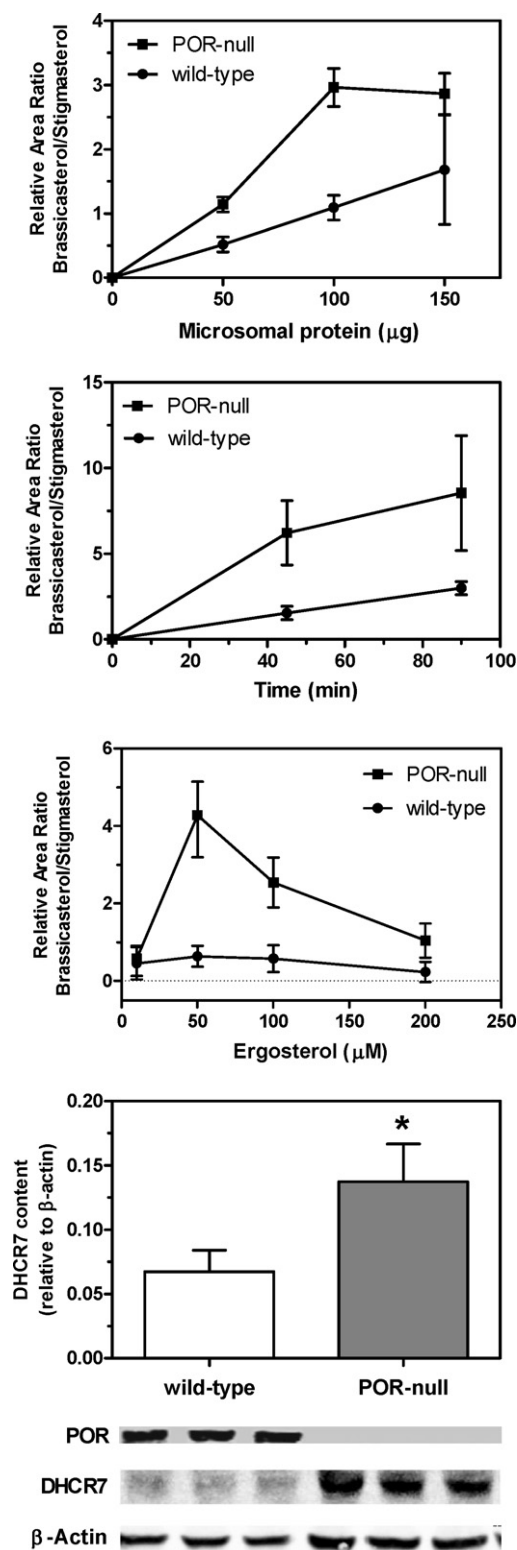 Relative Area Ratio
Brassicasterol/Stigmasterol
4
3
2
1
0
POR-null
wild-type
0 50 100 150
Microsomal protein (μg)
Relative Area Ratio
Brassicasterol/Stigmasterol
15
10
5
0
POR-null
wild-type
0 20 40 60 80 100
Time (min)
Relative Area Ratio
Brassicasterol/Stigmasterol
6
4
2
0
POR-null
wild-type
0 50 100 150 200 250
Ergosterol (μM)
DHCR7 content
(relative to β-actin)
0.20
0.15
0.10
0.05
0.00
*
wild-type POR-null
POR
DHCR7
β-Actin